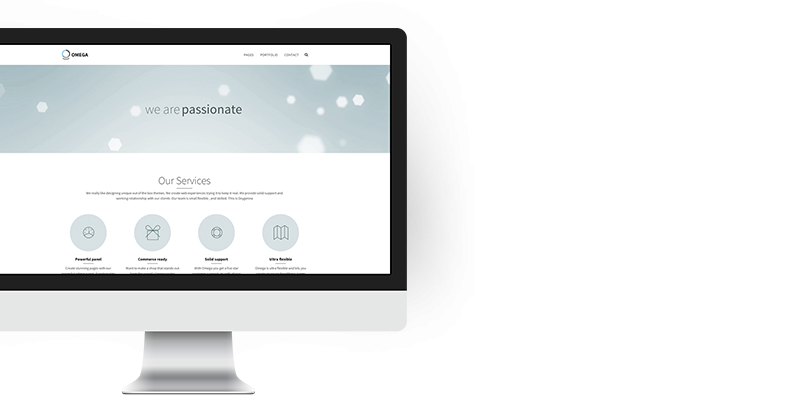 OMEGA
PAGES PORTFOLIO CONTACT
we are passionate
Our Services
We really like designing unique out of the box themes. We create web experiences styling it to keep it real. We provide solid support and
working relationship with our clients. Our team is small flexible , and skilled. This is
Powerful panel Commerce ready Solid support Ultra flexible
Create stunning pages with our Want to make a shop that stands out With Omega you get a five star Omega is ultra flexible and lets you